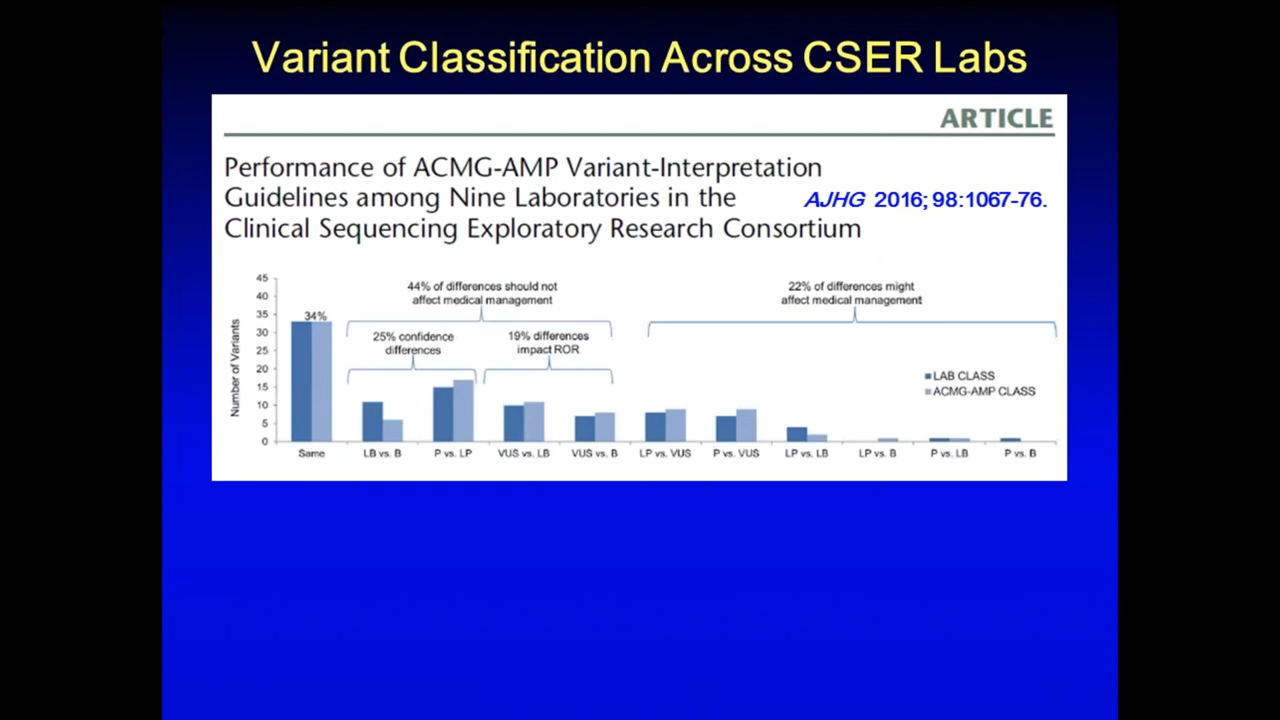 Variant Classification Across CSER Labs
ARTICLE
Performance of ACMG-AMP Variant-Interpretation
Guidelines among Nine Laboratories in the
AJHG 2016; 98:1067-76.
Clinical Sequencing Exploratory Research Consortium
45
40
35
30
25
20
15
10
5
0
Number of Variants
34%
44% of differences should not
affect medical management
25% confidence
differences
19% differences
impact ROR
22% of differences might
affect medical management
LAB CLASS
ACMG-AMP CLASS
Same
LB vs. B
P vs. LP
VUS vs. LB
VUS vs. B
LP vs. VUS
P vs. VUS
LP vs. LB
LP vs. B
P vs. LB
P vs. B